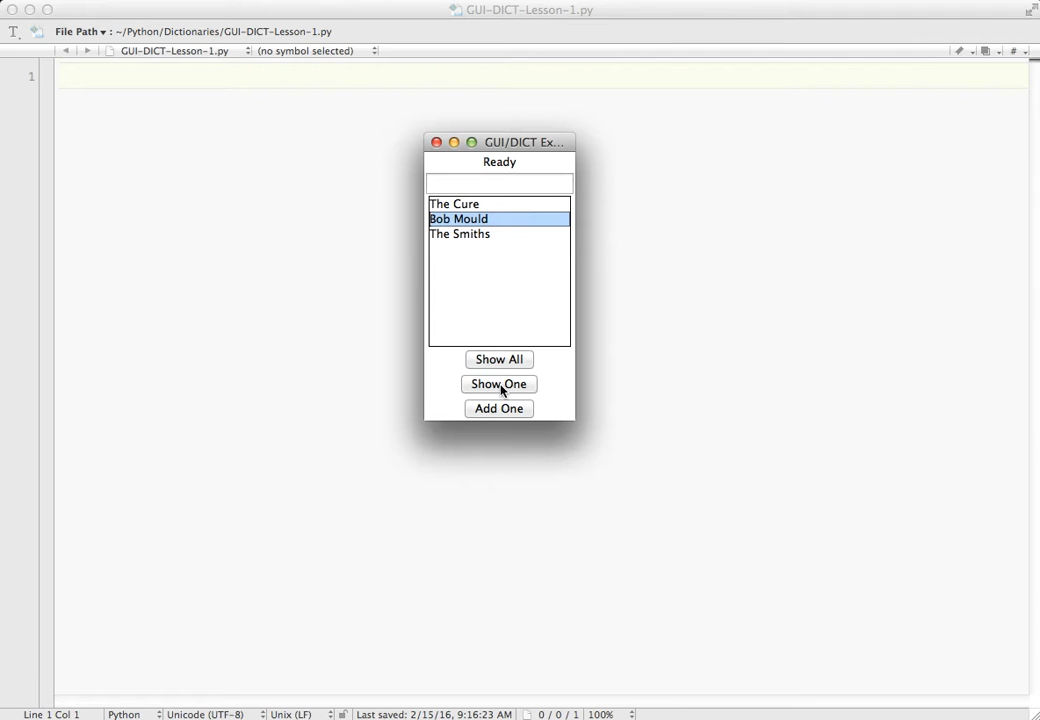 GUI-DICT-Lesson-1.py
File Path ▾ : ~/Python/Dictionaries/GUI-DICT-Lesson-1.py
GUI-DICT-Lesson-1.py (no symbol selected) #
1
GUI/DICT Ex...
Ready
The Cure
Bob Mould
The Smiths
Show All
Show One
Add One
Line 1 Col 1 Python Unicode (UTF-8) Unix (LF) Last saved: 2/15/16, 9:16:23 AM 0 / 0 / 1 100%